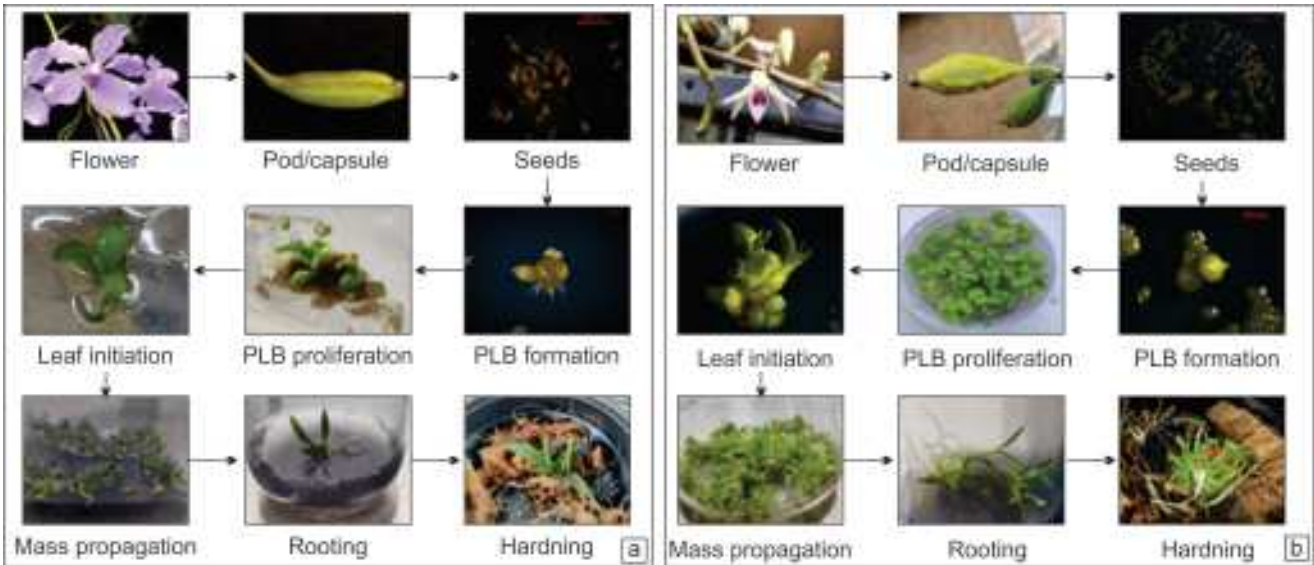 Flower
Pod/capsule
Seeds
Leaf initiation
PLB proliferation
PLB formation
Mass propagation
Rooting
Hardning
a
Flower
Pod/capsule
Seeds
Leaf initiation
PLB proliferation
PLB formation
Mass propagation
Rooting
Hardning
b